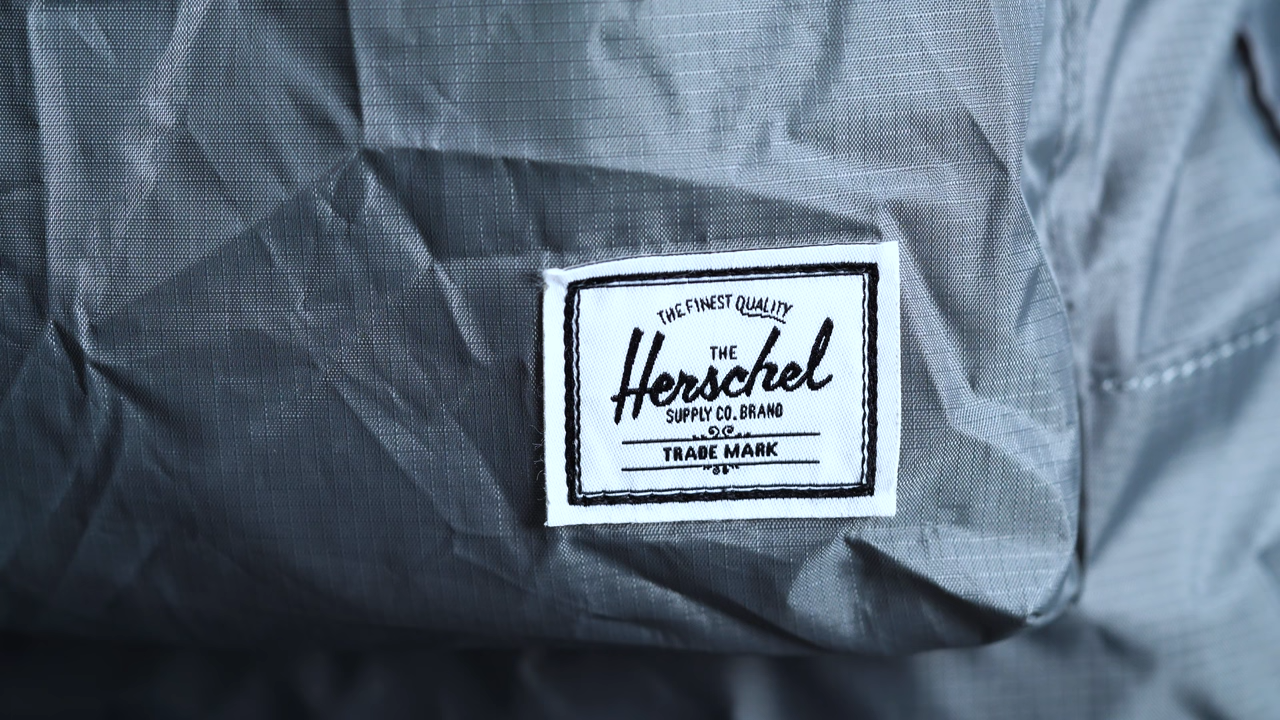 THE FINEST QUALITY
THE
Herschel
SUPPLY CO. BRAND
TRADE MARK